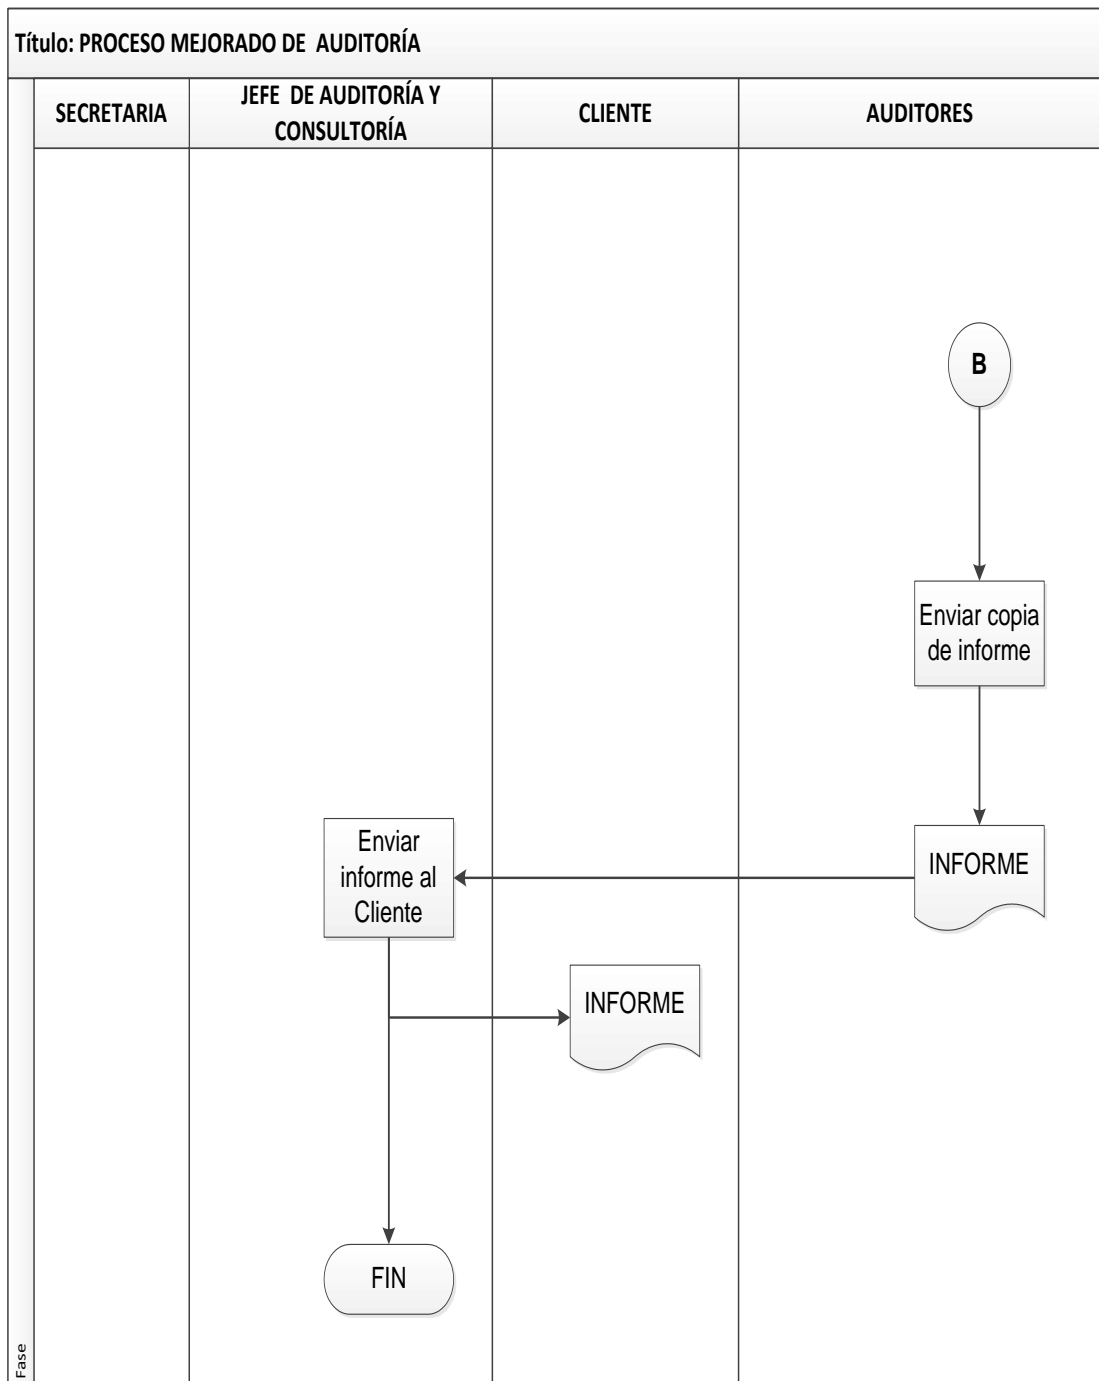 Título: PROCESO MEJORADO DE AUDITORÍA
SECRETARIA
JEFE DE AUDITORÍA Y
CONSULTORÍA
CLIENTE
AUDITORES
B
Enviar copia
de informe
Enviar
informe al
Cliente
INFORME
INFORME
FIN
Fase